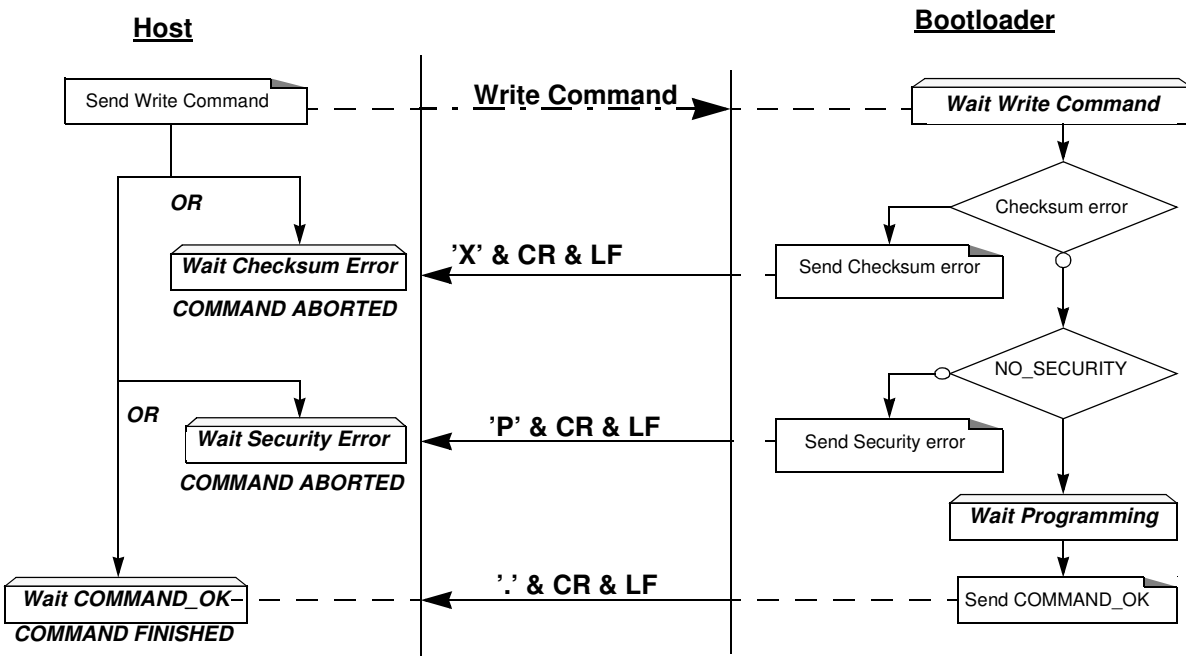 Host
Bootloader
Send Write Command
Write Command
Wait Write Command
OR
Checksum error
Wait Checksum Error
'X' & CR & LF
Send Checksum error
COMMAND ABORTED
NO_SECURITY
OR
Wait Security Error
'P' & CR & LF
Send Security error
COMMAND ABORTED
Wait Programming
Wait COMMAND_OK
'.' & CR & LF
Send COMMAND_OK
COMMAND FINISHED